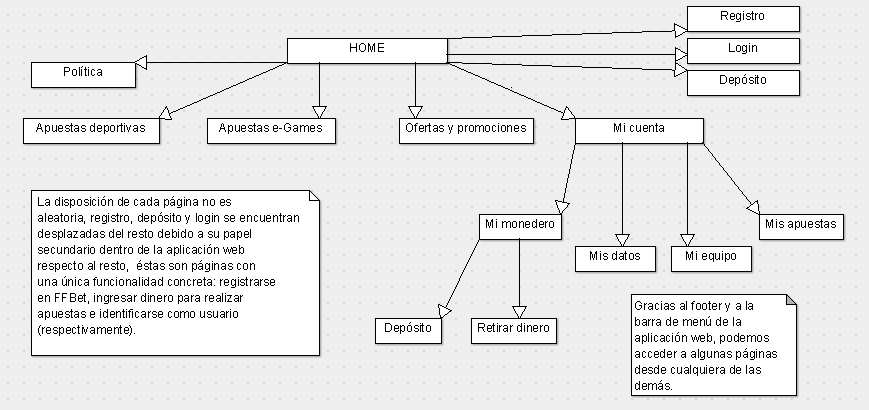 Registro
HOME
Login
Política
Depósito
Apuestas deportivas
Apuestas e-Games
Ofertas y promociones
Mi cuenta
La disposición de cada página no es
aleatoria, registro, depósito y login se encuentran
desplazadas del resto debido a su papel
secundario dentro de la aplicación web
respecto al resto, éstas son páginas con
una única funcionalidad concreta: registrarse
en FFBet, ingresar dinero para realizar
apuestas e identificarse como usuario
(respectivamente).
Mi monedero
Mis apuestas
Mis datos
Mi equipo
Depósito
Retirar dinero
Gracias al footer y a la
barra de menú de la
aplicación web, podemos
acceder a algunas páginas
desde cualquiera de las
demás.